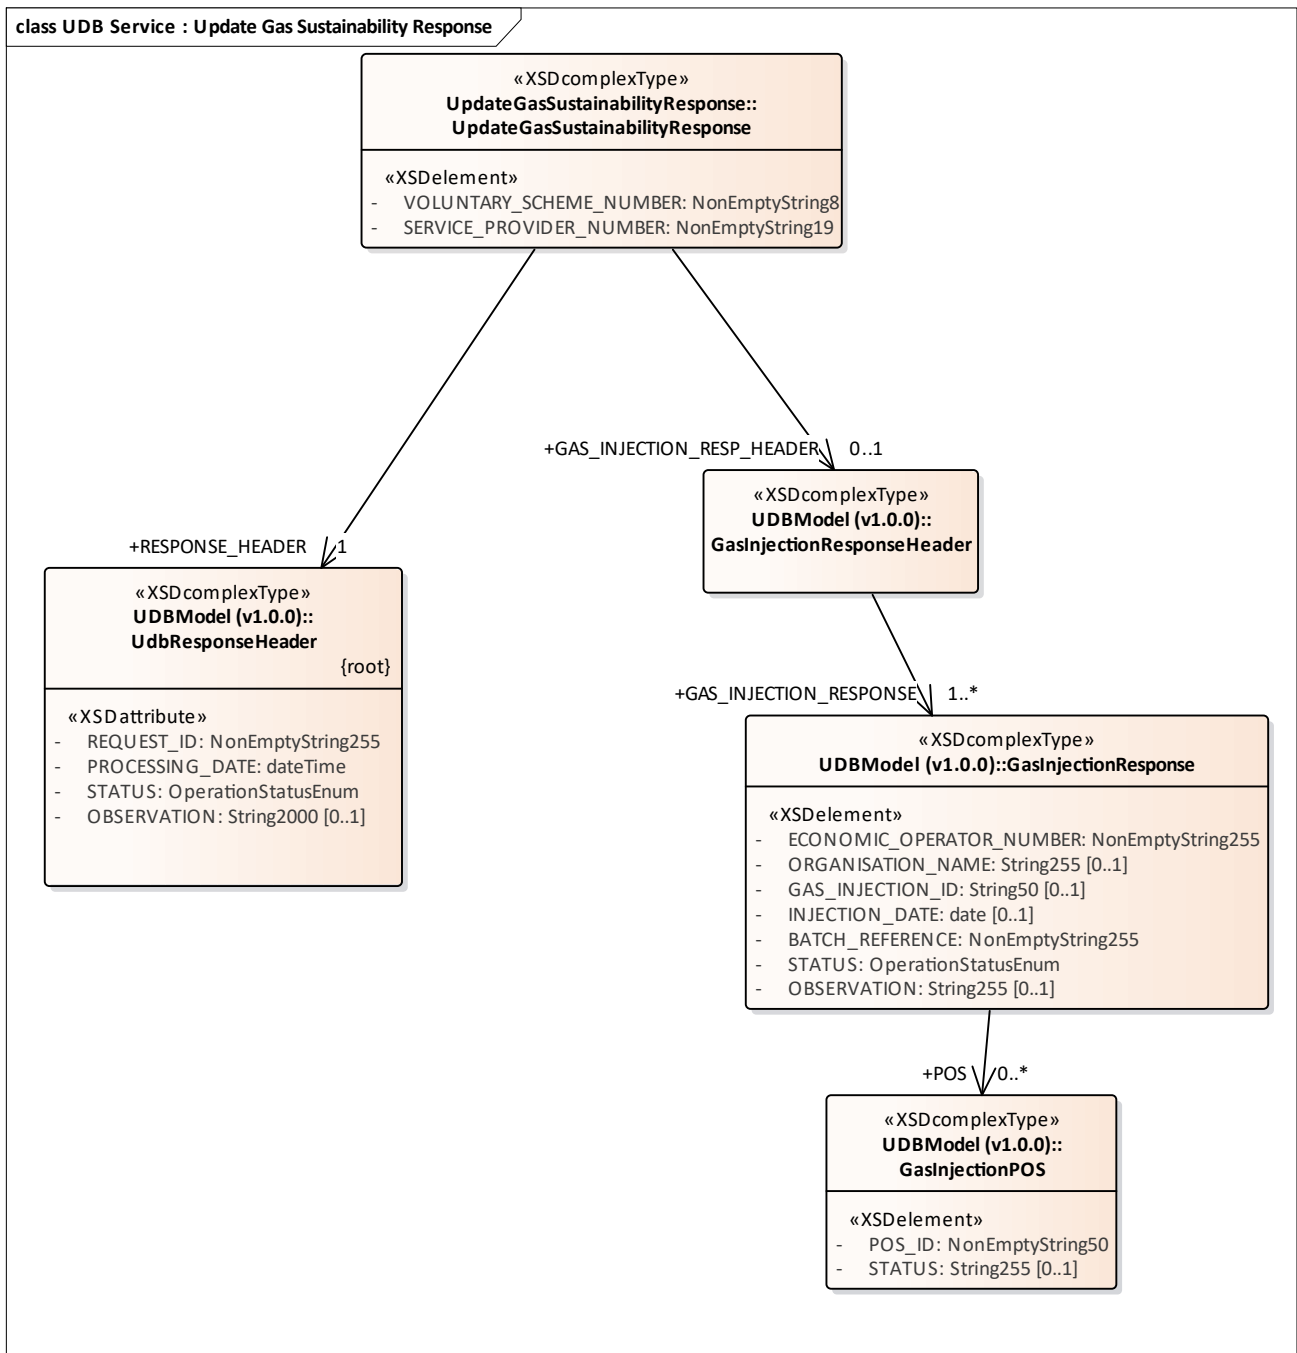 class UDB Service : Update Gas Sustainability Response
«XSDcomplexType»
UpdateGasSustainabilityResponse::
UpdateGasSustainabilityResponse
«XSDelement»
- VOLUNTARY_SCHEME_NUMBER: NonEmptyString8
- SERVICE_PROVIDER_NUMBER: NonEmptyString19
+GAS_INJECTION_RESP_HEADER 0..1
«XSDcomplexType»
UDBModel (v1.0.0)::
GasInjectionResponseHeader
+RESPONSE_HEADER 1
«XSDcomplexType»
UDBModel (v1.0.0)::
UdbResponseHeader
{root}
«XSDattribute»
- REQUEST_ID: NonEmptyString255
- PROCESSING_DATE: dateTime
- STATUS: OperationStatusEnum
- OBSERVATION: String2000 [0..1]
+GAS_INJECTION_RESPONSE 1..*
«XSDcomplexType»
UDBModel (v1.0.0)::GasInjectionResponse
«XSDelement»
- ECONOMIC_OPERATOR_NUMBER: NonEmptyString255
- ORGANISATION_NAME: String255 [0..1]
- GAS_INJECTION_ID: String50 [0..1]
- INJECTION_DATE: date [0..1]
- BATCH_REFERENCE: NonEmptyString255
- STATUS: OperationStatusEnum
- OBSERVATION: String255 [0..1]
+POS 0..*
«XSDcomplexType»
UDBModel (v1.0.0)::
GasInjectionPOS
«XSDelement»
- POS_ID: NonEmptyString50
- STATUS: String255 [0..1]